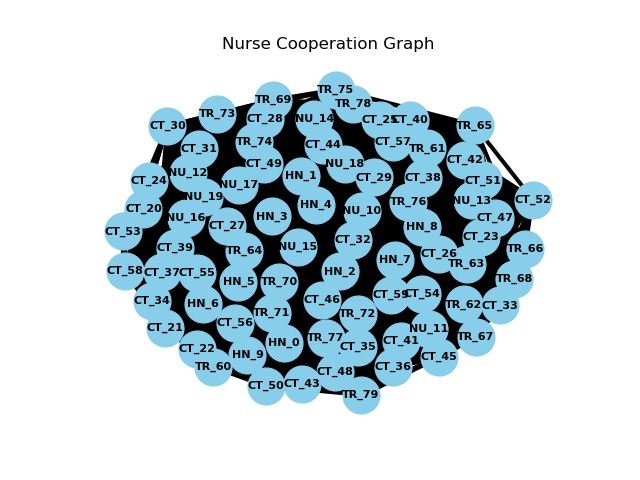 Nurse Cooperation Graph
TR_75
TR_69
TR_78
TR_73
CT_28
NU_14
CT_25
CT_40
CT_30
TR_65
CT_31
TR_74
CT_44
CT_57
TR_61
CT_49
NU_18
CT_42
NU_12
HN_1
CT_29
CT_38
CT_24
NU_17
CT_51
NU_19
TR_76
NU_13
CT_52
CT_20
HN_4
NU_10
NU_16
HN_3
CT_47
CT_53
CT_27
HN_8
CT_23
CT_39
NU_15
CT_32
TR_66
TR_64
CT_26
HN_7
TR_63
CT_58
CT_37
CT_55
HN_2
TR_68
HN_5
TR_70
CT_59
CT_54
CT_34
HN_6
CT_46
TR_62
CT_33
TR_71
TR_72
CT_21
CT_56
NU_11
TR_67
HN_0
TR_77
CT_41
CT_22
CT_35
HN_9
CT_45
TR_60
CT_48
CT_36
CT_50
CT_43
TR_79